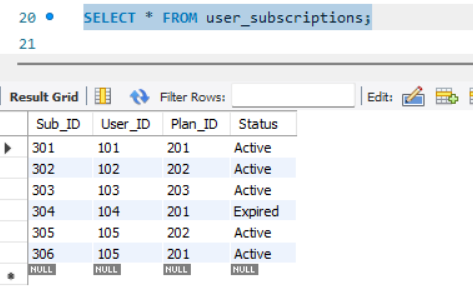 20 SELECT * FROM user_subscriptions;
21
Result Grid Filter Rows: Edit:
Sub_ID User_ID Plan_ID Status
301 101 201 Active
302 102 202 Active
303 103 203 Active
304 104 201 Expired
305 105 202 Active
306 105 201 Active
NULL NULL NULL NULL